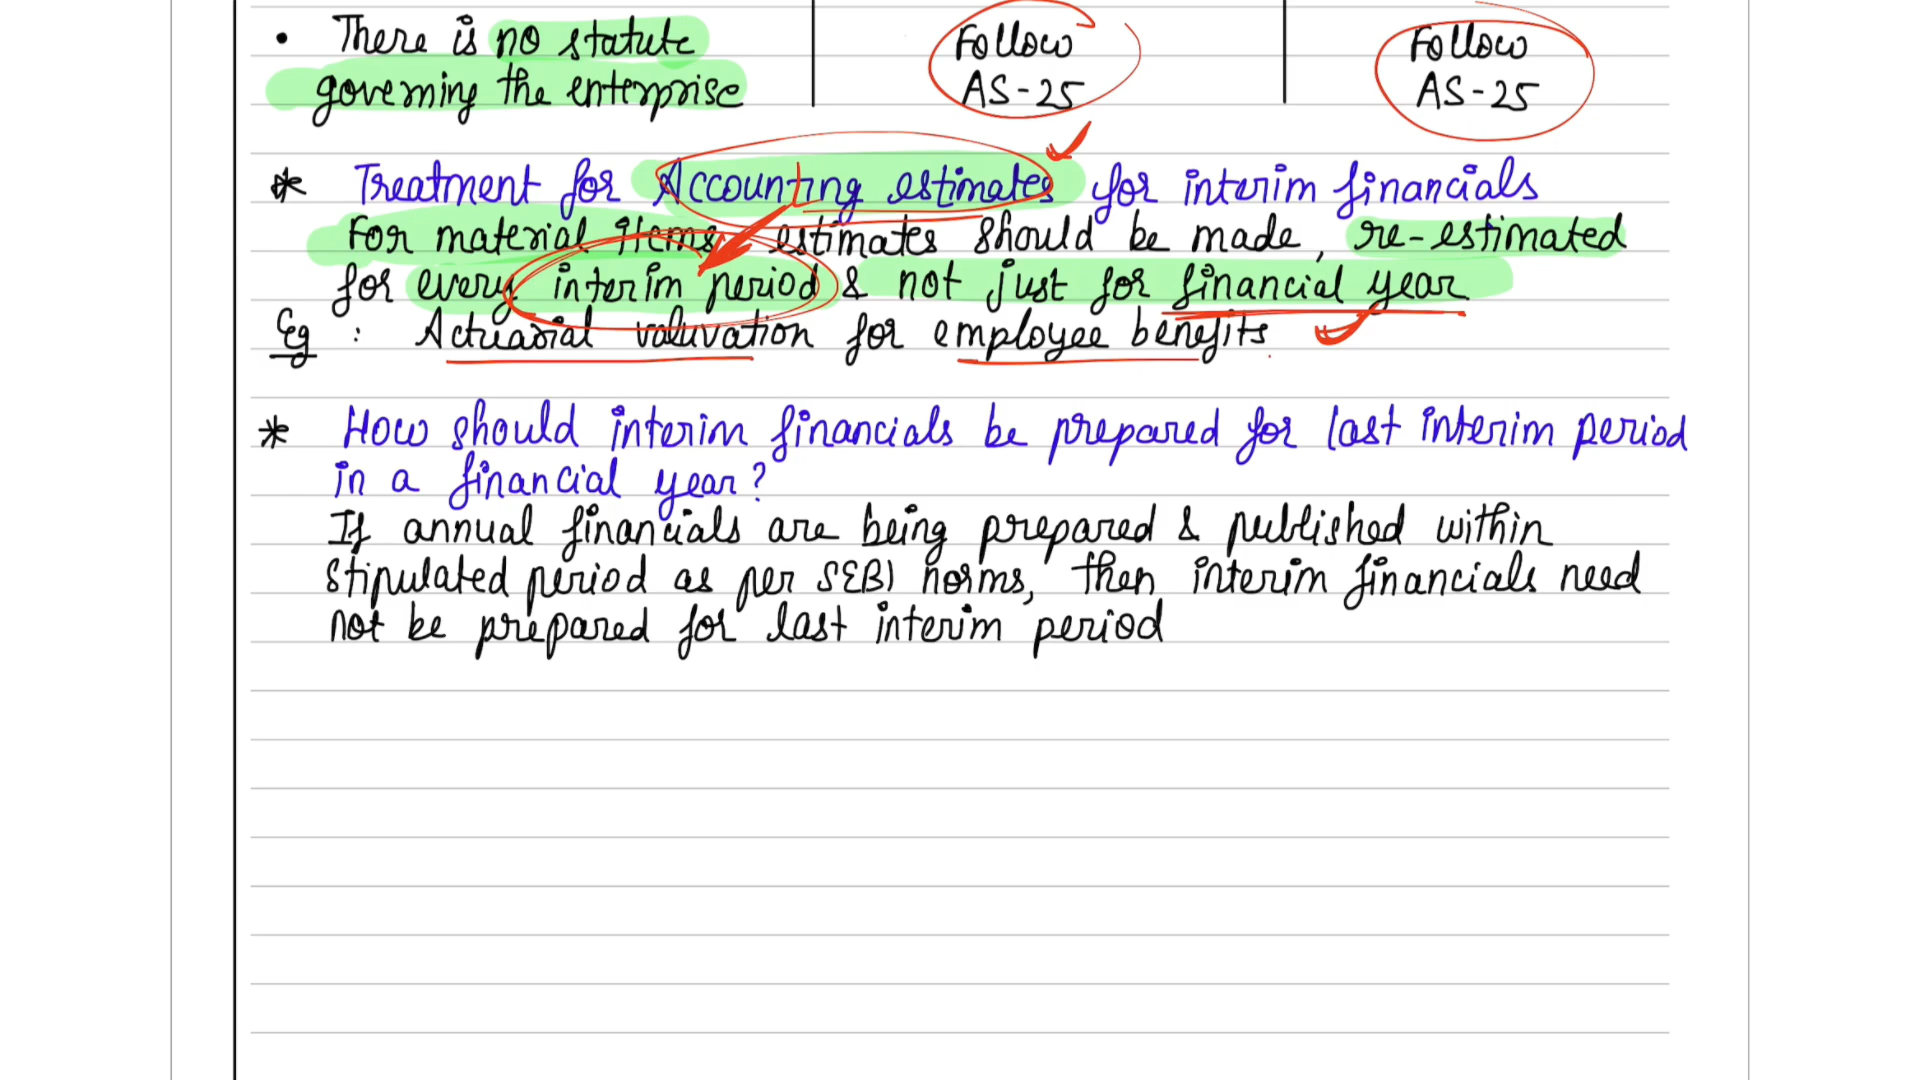 • There is no statute
governing the enterprise
Follow
AS-25
Follow
AS-25
* Treatment for Accounting estimates for interim financials
For material items, estimates should be made, re-estimated
for every interim period & not just for financial year
Eg : Actuarial valuvation for employee benefits.
* How should interim financials be prepared for last interim period
in a financial year?
If annual financials are being prepared & published within
stipulated period as per SEBI norms, then interim financials need
not be prepared for last interim period